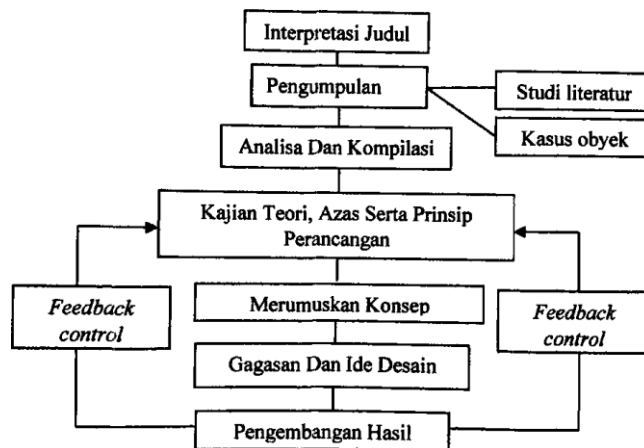 Interpretasi Judul
Pengumpulan
Studi literatur
Kasus obyek
Analisa Dan Kompilasi
Kajian Teori, Azas Serta Prinsip
Perancangan
Feedback
control
Merumuskan Konsep
Feedback
control
Gagasan Dan Ide Desain
Pengembangan Hasil